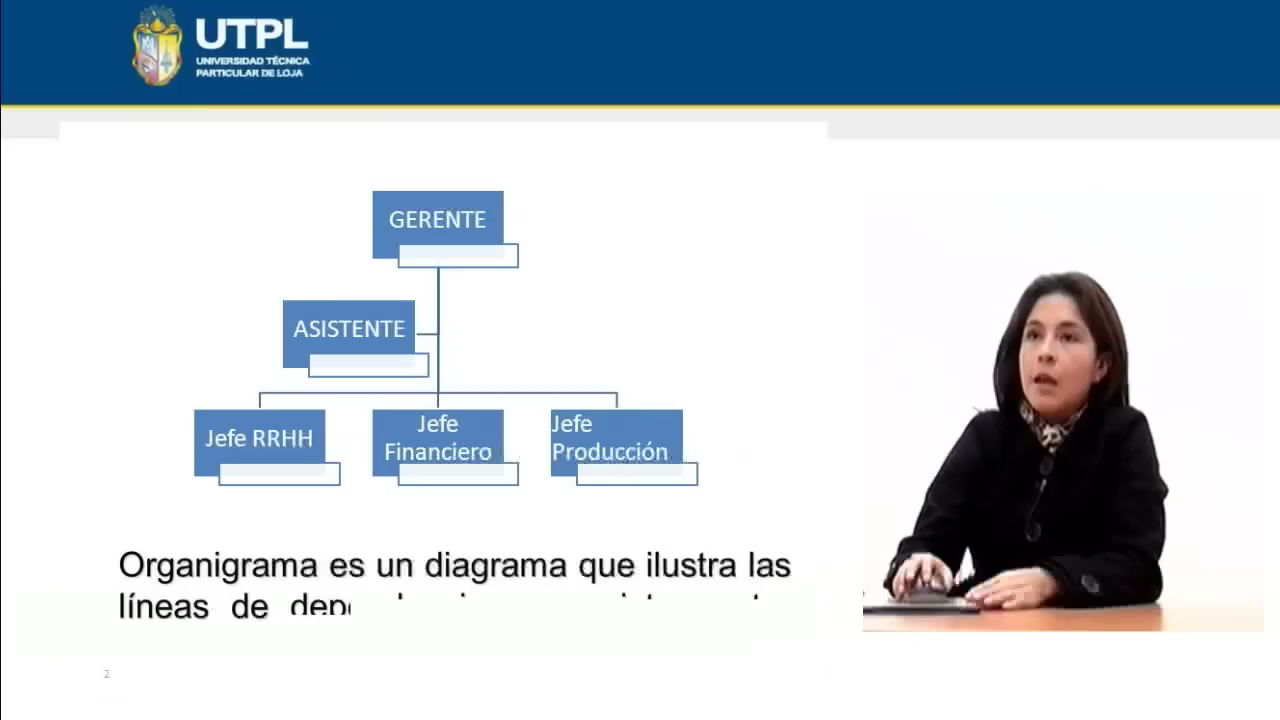 UTPL
UNIVERSIDAD TÉCNICA
PARTICULAR DE LOJA
GERENTE
ASISTENTE
Jefe RRHH
Jefe
Financiero
Jefe
Producción
Organigrama es un diagrama que ilustra las
líneas de
2